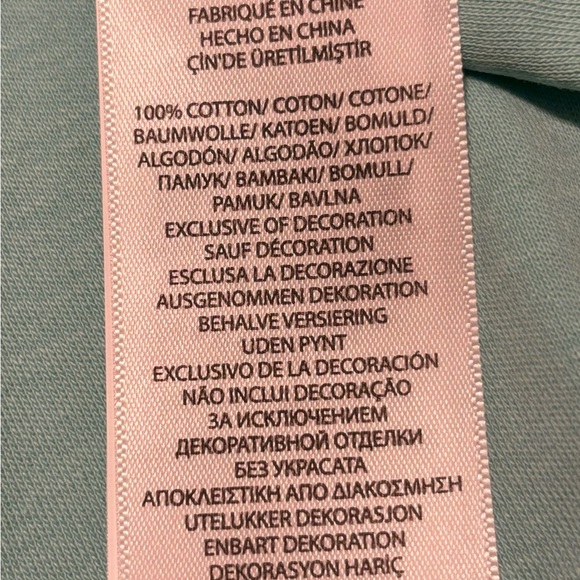 FABRIQUÉ EN CHINE
HECHO EN CHINA
ÇİN'DE ÜRETİLMİŞTİR
100% COTTON/ COTON/ COTONE/
BAUMWOLLE/ KATOEN/ BOMULD/
ALGODÓN/ ALGODÃO/ ХЛОПОК/
ПАМУК/ BAMBAKI/ BOMULL/
PAMUK/ BAVLNA
EXCLUSIVE OF DECORATION
SAUF DÉCORATION
ESCLUSA LA DECORAZIONE
AUSGENOMMEN DEKORATION
BEHALVE VERSIERING
UDEN PYNT
EXCLUSIVO DE LA DECORACIÓN
NÃO INCLUI DECORAÇÃO
ЗА ИСКЛЮЧЕНИЕМ
ДЕКОРАТИВНОЙ ОТДЕЛКИ
БЕЗ УКРАСАТА
ΑΠΟΚΛΕΙΣΤΙΚΗ ΑΠΟ ΔΙΑΚΟΣΜΗΣΗ
UTELUKKER DEKORASJON
ENBART DEKORATION
DEKORASYON HARİÇ